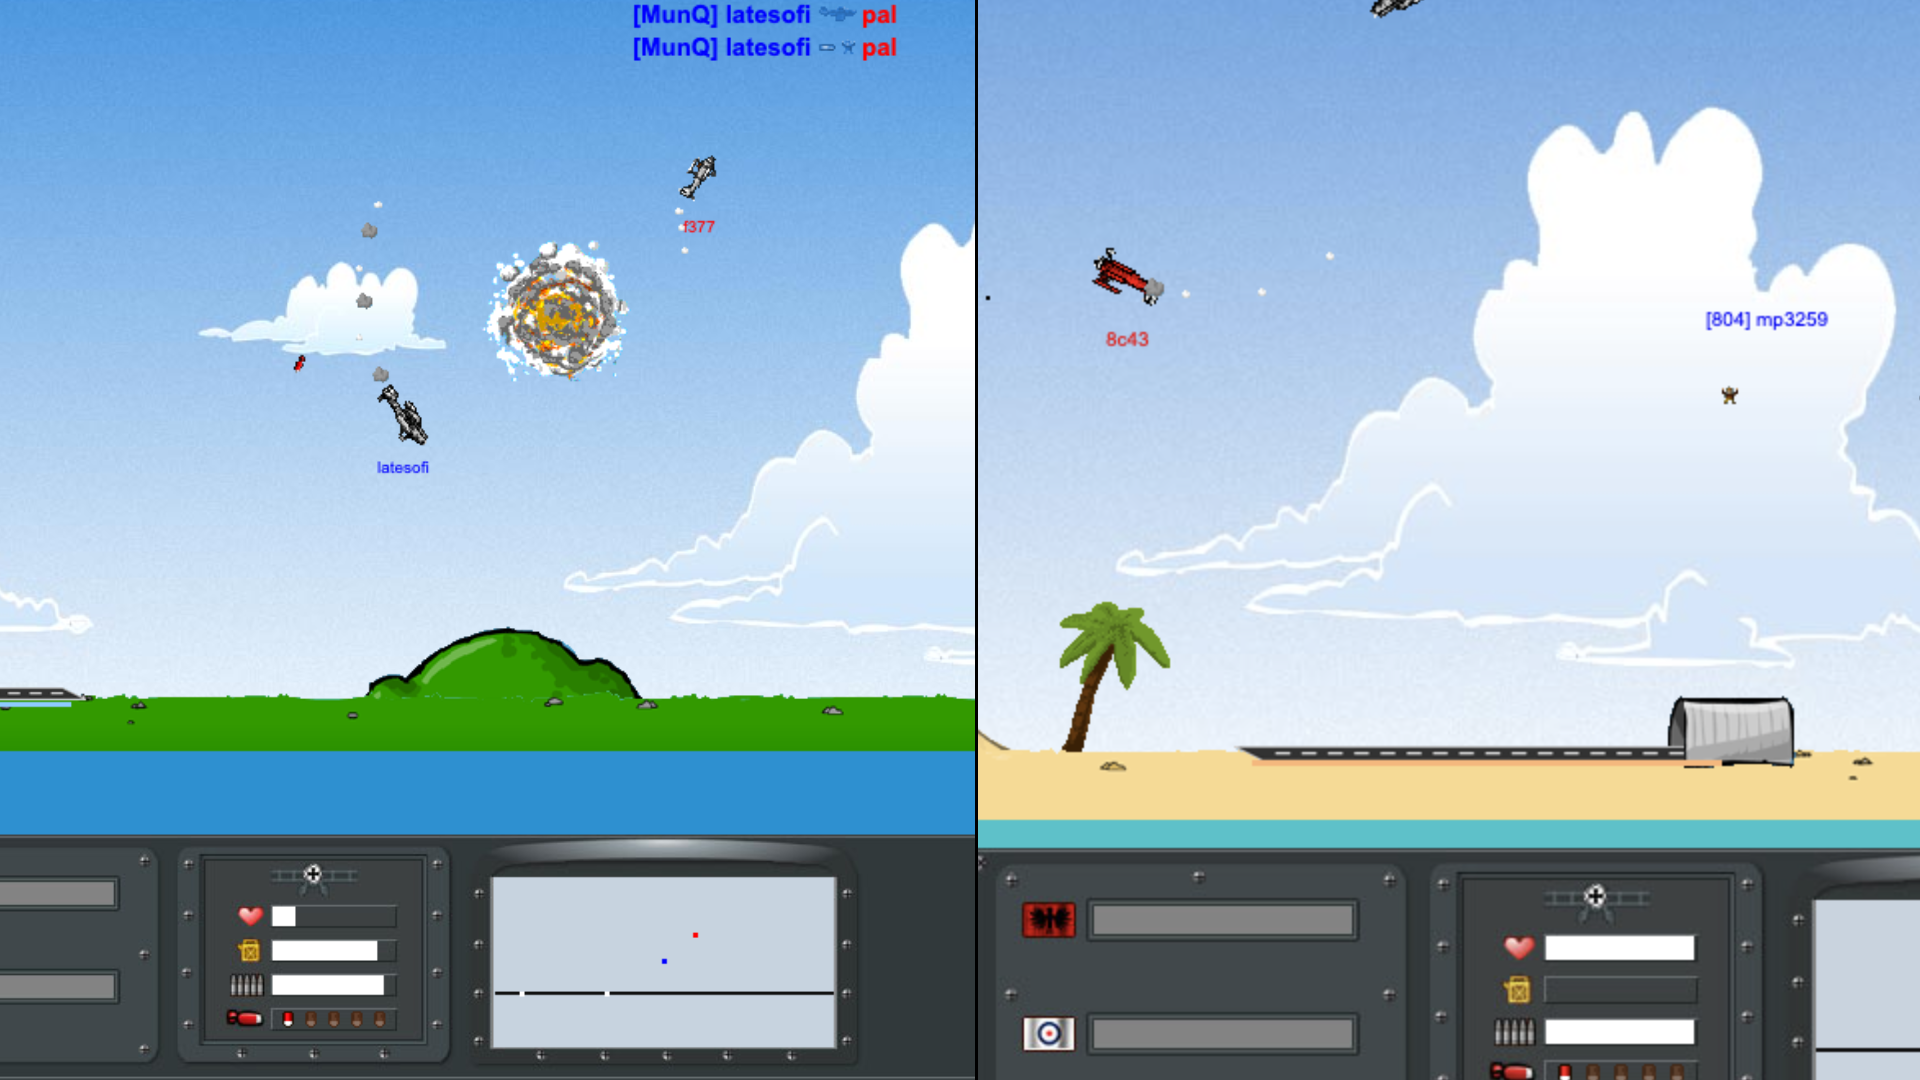 [MunQ] latesofi pal
[MunQ] latesofi pal
f377
latesofi
8c43
[804] mp3259